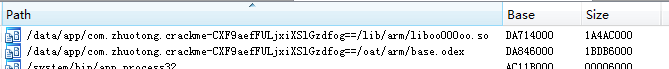 Path Base Size
/data/app/com.zhuotong.crackme-CXF9aefFULjxiXSlGzdfog==/lib/arm/liboo000oo.so DA714000 1A4AC000
/data/app/com.zhuotong.crackme-CXF9aefFULjxiXSlGzdfog==/oat/arm/base.odex DA846000 1BDB6000
/system/bin/app_process32 AC11B000 00006000